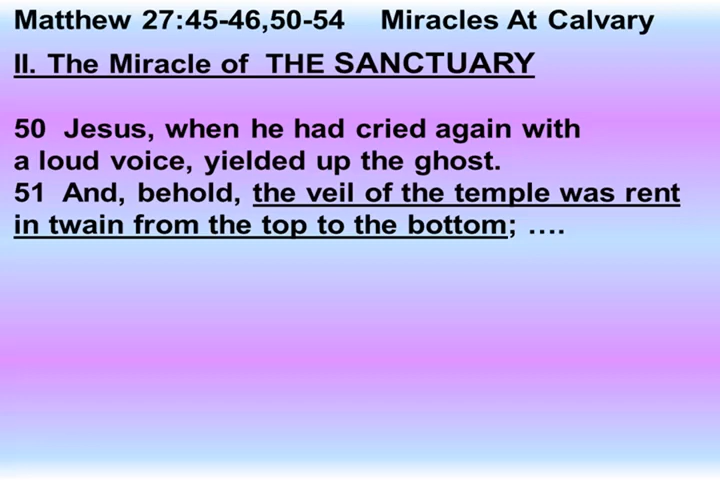 Matthew 27:45-46,50-54 Miracles At Calvary
II. The Miracle of THE SANCTUARY
50 Jesus, when he had cried again with
a loud voice, yielded up the ghost.
51 And, behold, the veil of the temple was rent
in twain from the top to the bottom; ….